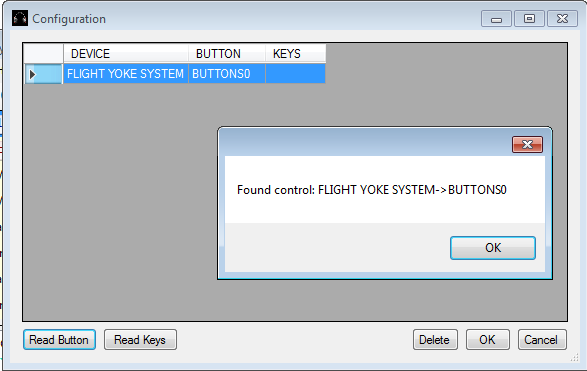 Configuration
DEVICE BUTTON KEYS
FLIGHT YOKE SYSTEM BUTTONS0
Found control: FLIGHT YOKE SYSTEM->BUTTONS0
OK
Read Button Read Keys Delete OK Cancel